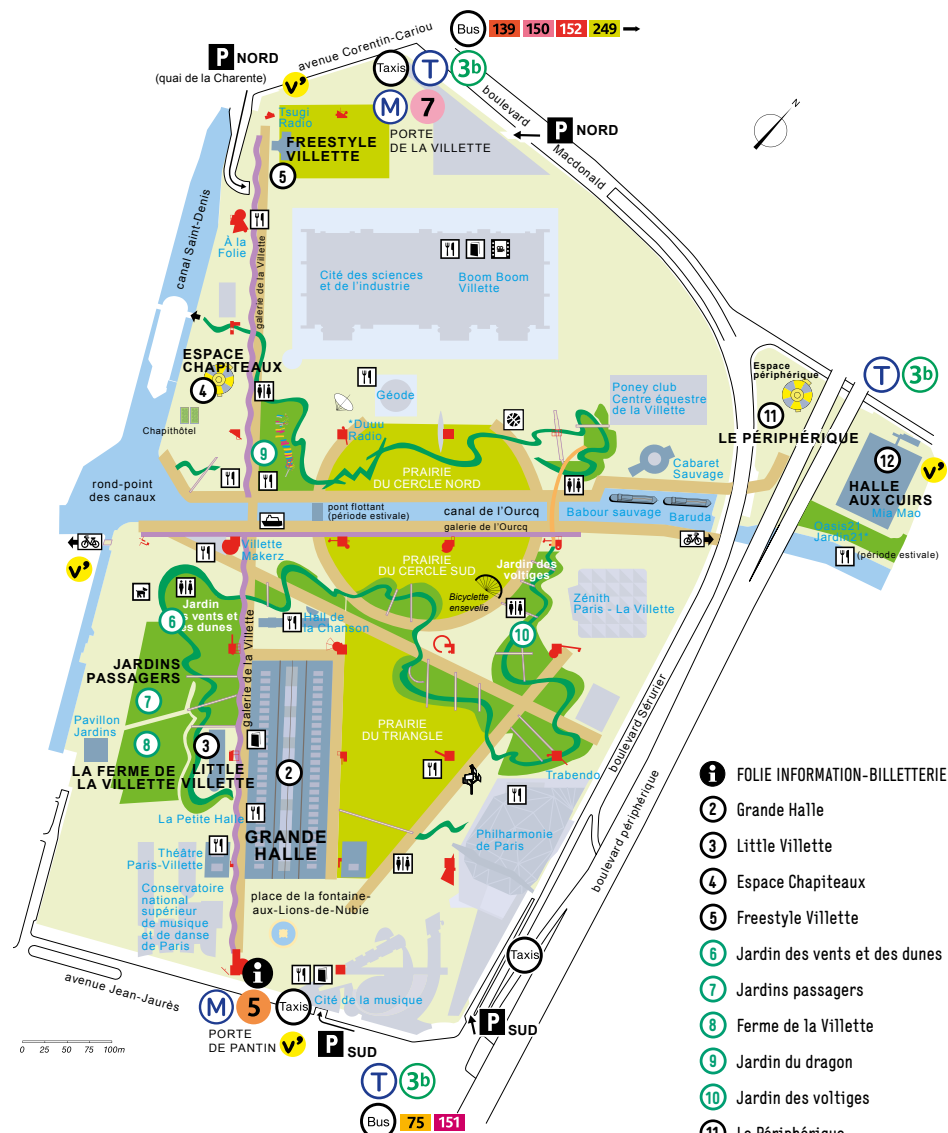 Bus 139 150 152 249
avenue Corentin-Cariou
P NORD
(quai de la Charente)
v'
Taxis T 3b
M 7
PORTE
DE LA VILLETTE
boulevard
Macdonald
P NORD
N
Tsugi
Radio
FREESTYLE
VILLETTE
5
canal Saint-Denis
À la
Folie
galerie de la Villette
Cité des sciences
et de l'industrie
Boom Boom
Villette
ESPACE
CHAPITEAUX
4
Chapithôtel
Géode
*Duuu
Radio
9
Poney club
Centre équestre
de la Villette
Espace
périphérique
11
LE PÉRIPHÉRIQUE
T 3b
12
HALLE
AUX CUIRS
v'
Mia Mao
Cabaret
Sauvage
PRAIRIE
DU CERCLE NORD
rond-point
des canaux
pont flottant
(période estivale)
canal de l'Ourcq
galerie de l'Ourcq
Babour sauvage
Baruda
Oasis21
Jardin21*
(période estivale)
v'
Villette
Makerz
PRAIRIE
DU CERCLE SUD
Jardin des
voltiges
Bicyclette
ensevelie
Zénith
Paris - La Villette
10
Jardin
s vents et
es dunes
6
Hall de
la Chanson
JARDINS
PASSAGERS
7
galerie de la Villette
Pavillon
Jardins
8
LA FERME DE
LA VILLETTE
3
LITTLE
VILLETTE
2
PRAIRIE
DU TRIANGLE
Trabendo
boulevard Sérurier
boulevard périphérique
La Petite Halle
GRANDE
HALLE
Philharmonie
de Paris
Théâtre
Paris-Villette
Conservatoire
national
supérieur
de musique
et de danse
de Paris
place de la fontaine-
aux-Lions-de-Nubie
Taxis
avenue Jean-Jaurès
i
M 5 Taxis
Cité de la musique
PORTE
DE PANTIN
v'
P SUD
P SUD
T 3b
Bus 75 151
0 25 50 75 100m
i FOLIE INFORMATION-BILLETTERIE
2 Grande Halle
3 Little Villette
4 Espace Chapiteaux
5 Freestyle Villette
6 Jardin des vents et des dunes
7 Jardins passagers
8 Ferme de la Villette
9 Jardin du dragon
10 Jardin des voltiges
11 Le Périphérique